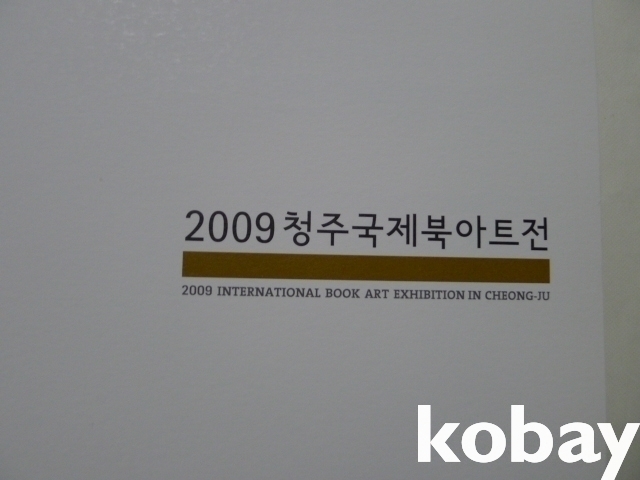 2009 청주국제북아트전
2009 INTERNATIONAL BOOK ART EXHIBITION IN CHEONG-JU
kobay